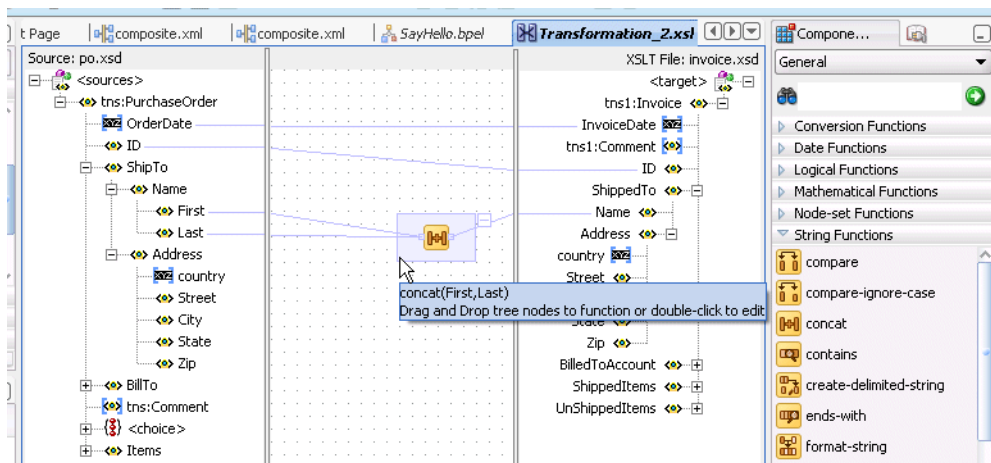 t Page composite.xml composite.xml SayHello.bpel Transformation_2.xsl Compone...
Source: po.xsd XSLT File: invoice.xsd General
<sources> <target>
tns:PurchaseOrder tns1:Invoice
OrderDate InvoiceDate Conversion Functions
ID tns1:Comment Date Functions
ShipTo ID Logical Functions
Name ShippedTo Mathematical Functions
First Name Node-set Functions
Last Address String Functions
Address country compare
country Street
Street concat(First,Last) compare-ignore-case
Drag and Drop tree nodes to function or double-click to edit
City State concat
State Zip contains
Zip BilledToAccount
BillTo ShippedItems create-delimited-string
tns:Comment UnShippedItems ends-with
<choice>
Items format-string